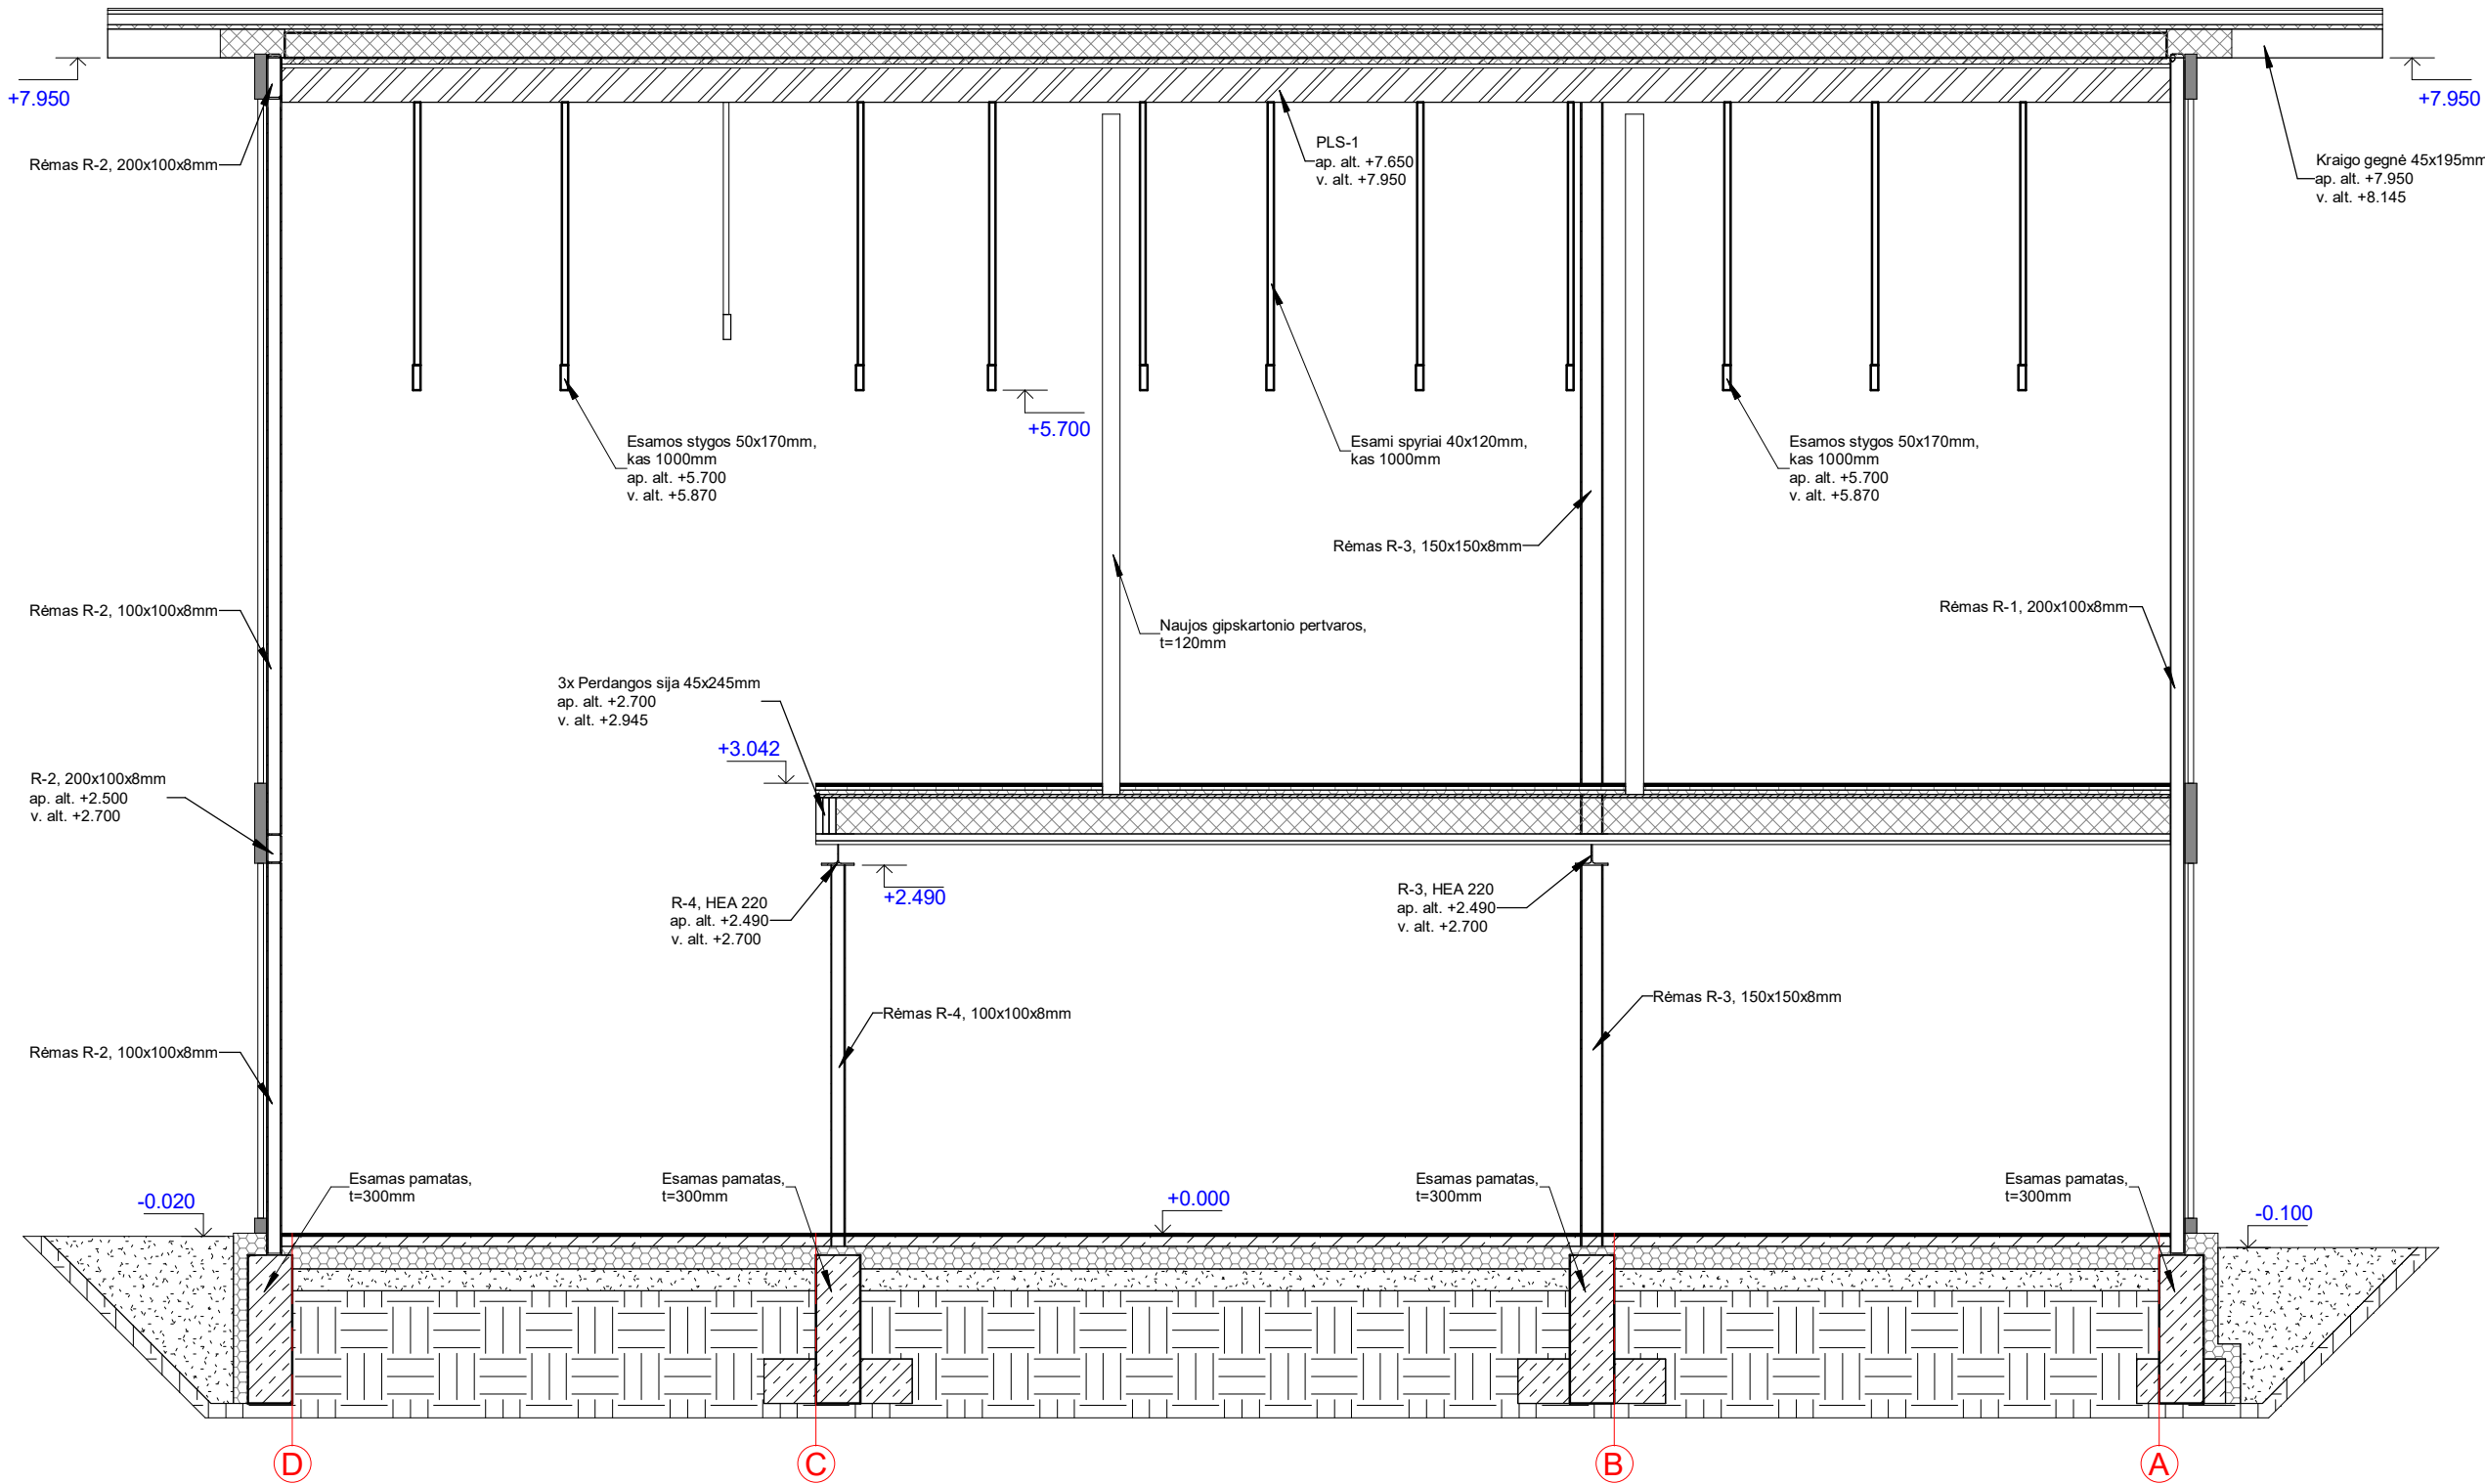 +7.950
+7.950
Rėmas R-2, 200x100x8mm
PLS-1
ap. alt. +7.650
v. alt. +7.950
Kraigo gegnė 45x195mm
ap. alt. +7.950
v. alt. +8.145
+5.700
Esamos stygos 50x170mm,
kas 1000mm
ap. alt. +5.700
v. alt. +5.870
Esami spyriai 40x120mm,
kas 1000mm
Esamos stygos 50x170mm,
kas 1000mm
ap. alt. +5.700
v. alt. +5.870
Rėmas R-3, 150x150x8mm
Rėmas R-2, 100x100x8mm
Naujos gipskartonio pertvaros,
t=120mm
Rėmas R-1, 200x100x8mm
3x Perdangos sija 45x245mm
ap. alt. +2.700
v. alt. +2.945
+3.042
R-2, 200x100x8mm
ap. alt. +2.500
v. alt. +2.700
R-4, HEA 220
ap. alt. +2.490
v. alt. +2.700
+2.490
R-3, HEA 220
ap. alt. +2.490
v. alt. +2.700
Rėmas R-4, 100x100x8mm
Rėmas R-3, 150x150x8mm
Rėmas R-2, 100x100x8mm
-0.020
Esamas pamatas,
t=300mm
Esamas pamatas,
t=300mm
+0.000
Esamas pamatas,
t=300mm
Esamas pamatas,
t=300mm
-0.100
D
C
B
A